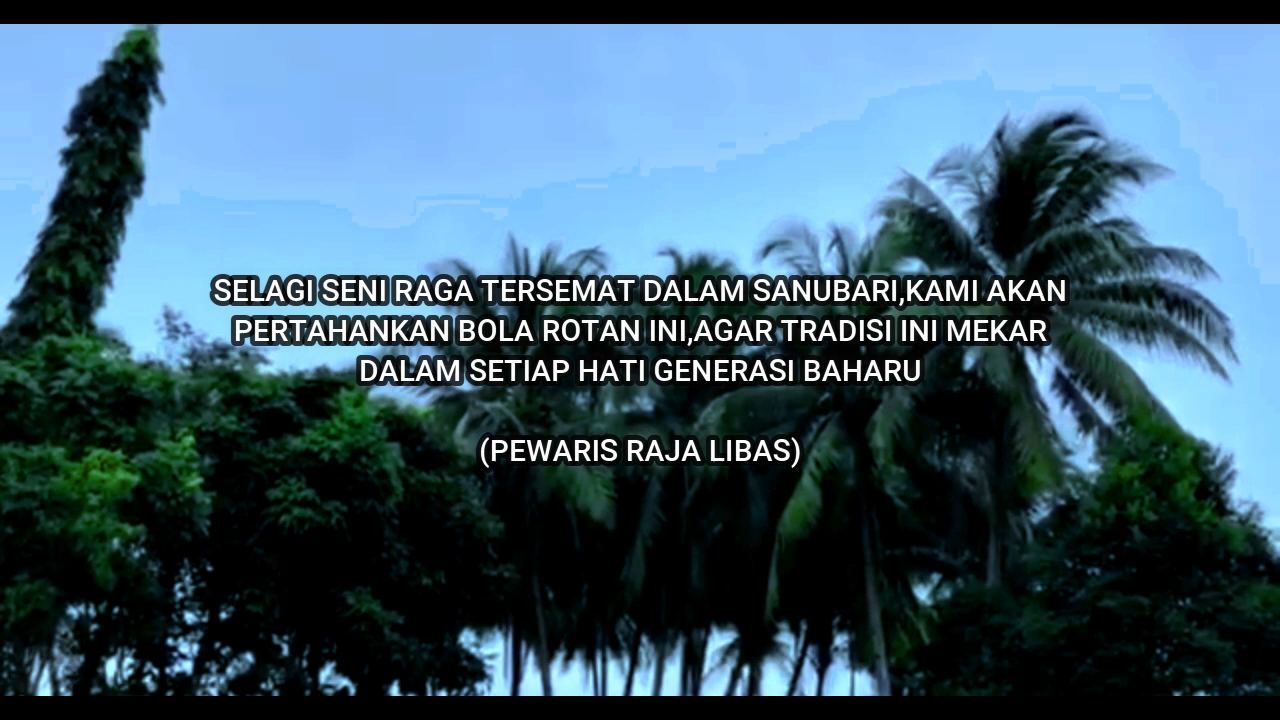 SELAGI SENI RAGA TERSEMAT DALAM SANUBARI,KAMI AKAN
PERTAHANKAN BOLA ROTAN INI,AGAR TRADISI INI MEKAR
DALAM SETIAP HATI GENERASI BAHARU
(PEWARIS RAJA LIBAS)